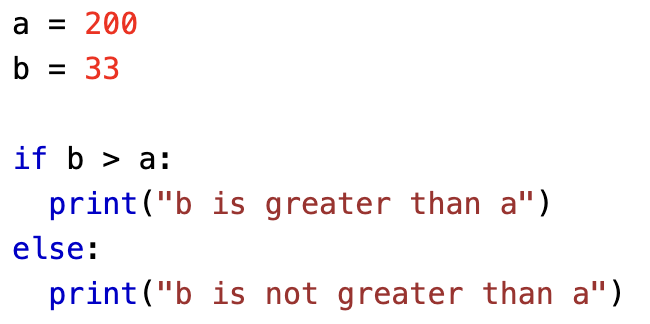 a = 200
b = 33

if b > a:
  print("b is greater than a")
else:
  print("b is not greater than a")